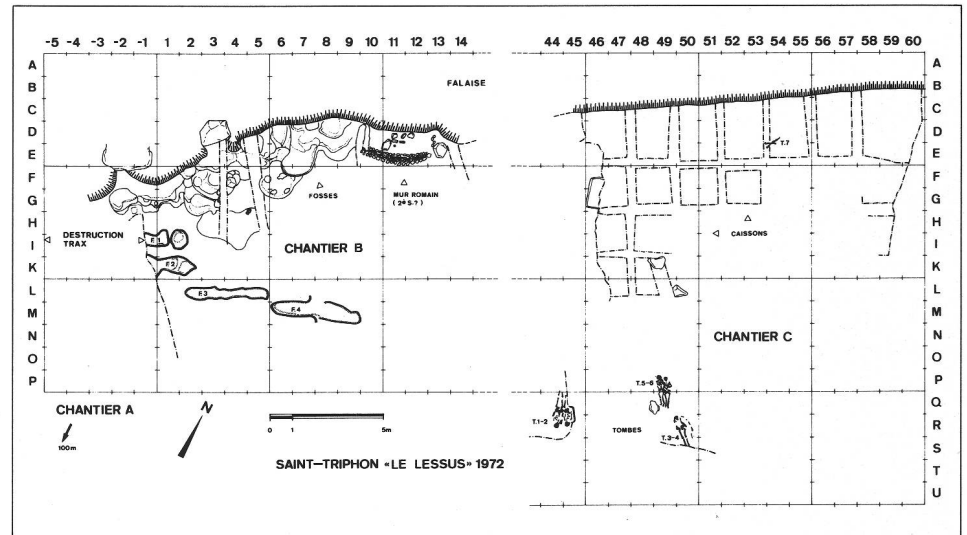 -5 -4 -3 -2 -1 1 2 3 4 5 6 7 8 9 10 11 12 13 14
44 45 46 47 48 49 50 51 52 53 54 55 56 57 58 59 60
A
B
C
D
E
F
G
H
I
K
L
M
N
O
P
A
B
C
D
E
F
G
H
I
K
L
M
N
O
P
Q
R
S
T
U
FALAISE
FOSSES
MUR ROMAIN
(2e S.?)
DESTRUCTION
TRAX
CHANTIER B
F.1
F.2
F.3
F.4
T.7
CAISSONS
CHANTIER C
T.5-6
T.1-2
TOMBES
T.3-4
CHANTIER A
100m
N
0 1 5m
SAINT-TRIPHON «LE LESSUS» 1972